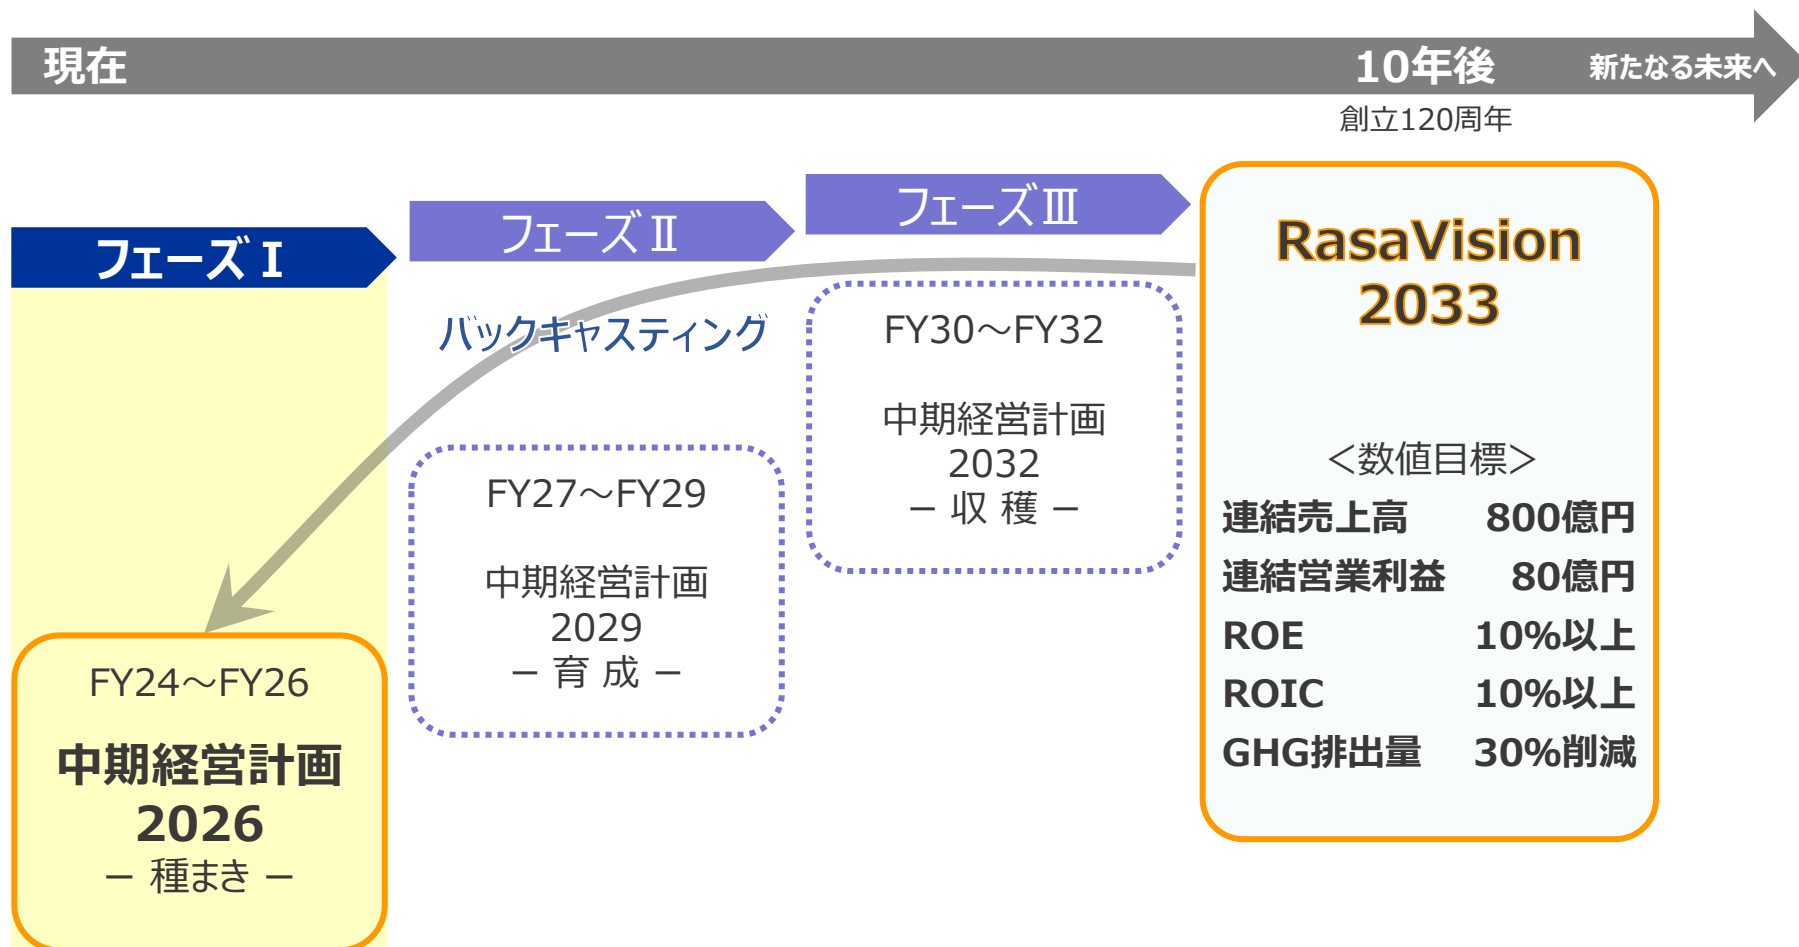 現在
10年後
新たなる未来へ
創立120周年
フェーズⅠ
フェーズⅡ
フェーズⅢ
バックキャスティング
FY24～FY26
中期経営計画
2026
－ 種まき －
FY27～FY29
中期経営計画
2029
－ 育 成 －
FY30～FY32
中期経営計画
2032
－ 収 穫 －
RasaVision
2033
＜数値目標＞
連結売上高 800億円
連結営業利益 80億円
ROE 10%以上
ROIC 10%以上
GHG排出量 30%削減